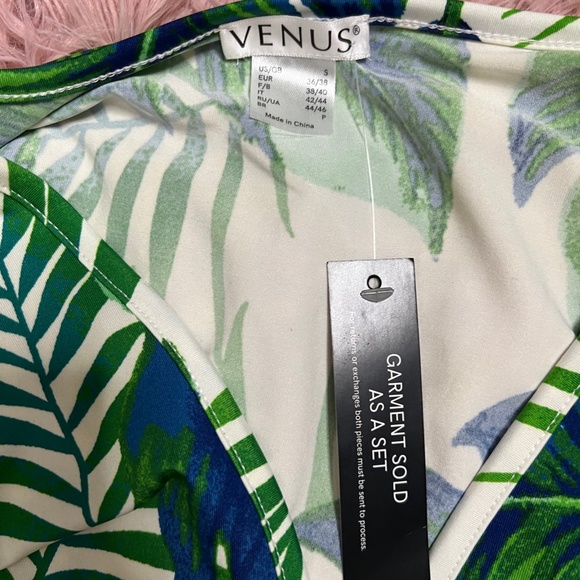 VENUS®
US/GB S
EUR 36/38
F/B 38/40
IT 42/44
RU/UA 44/46
BR P
Made in China
GARMENT SOLD
AS A SET
For returns or exchanges both pieces must be sent to process.